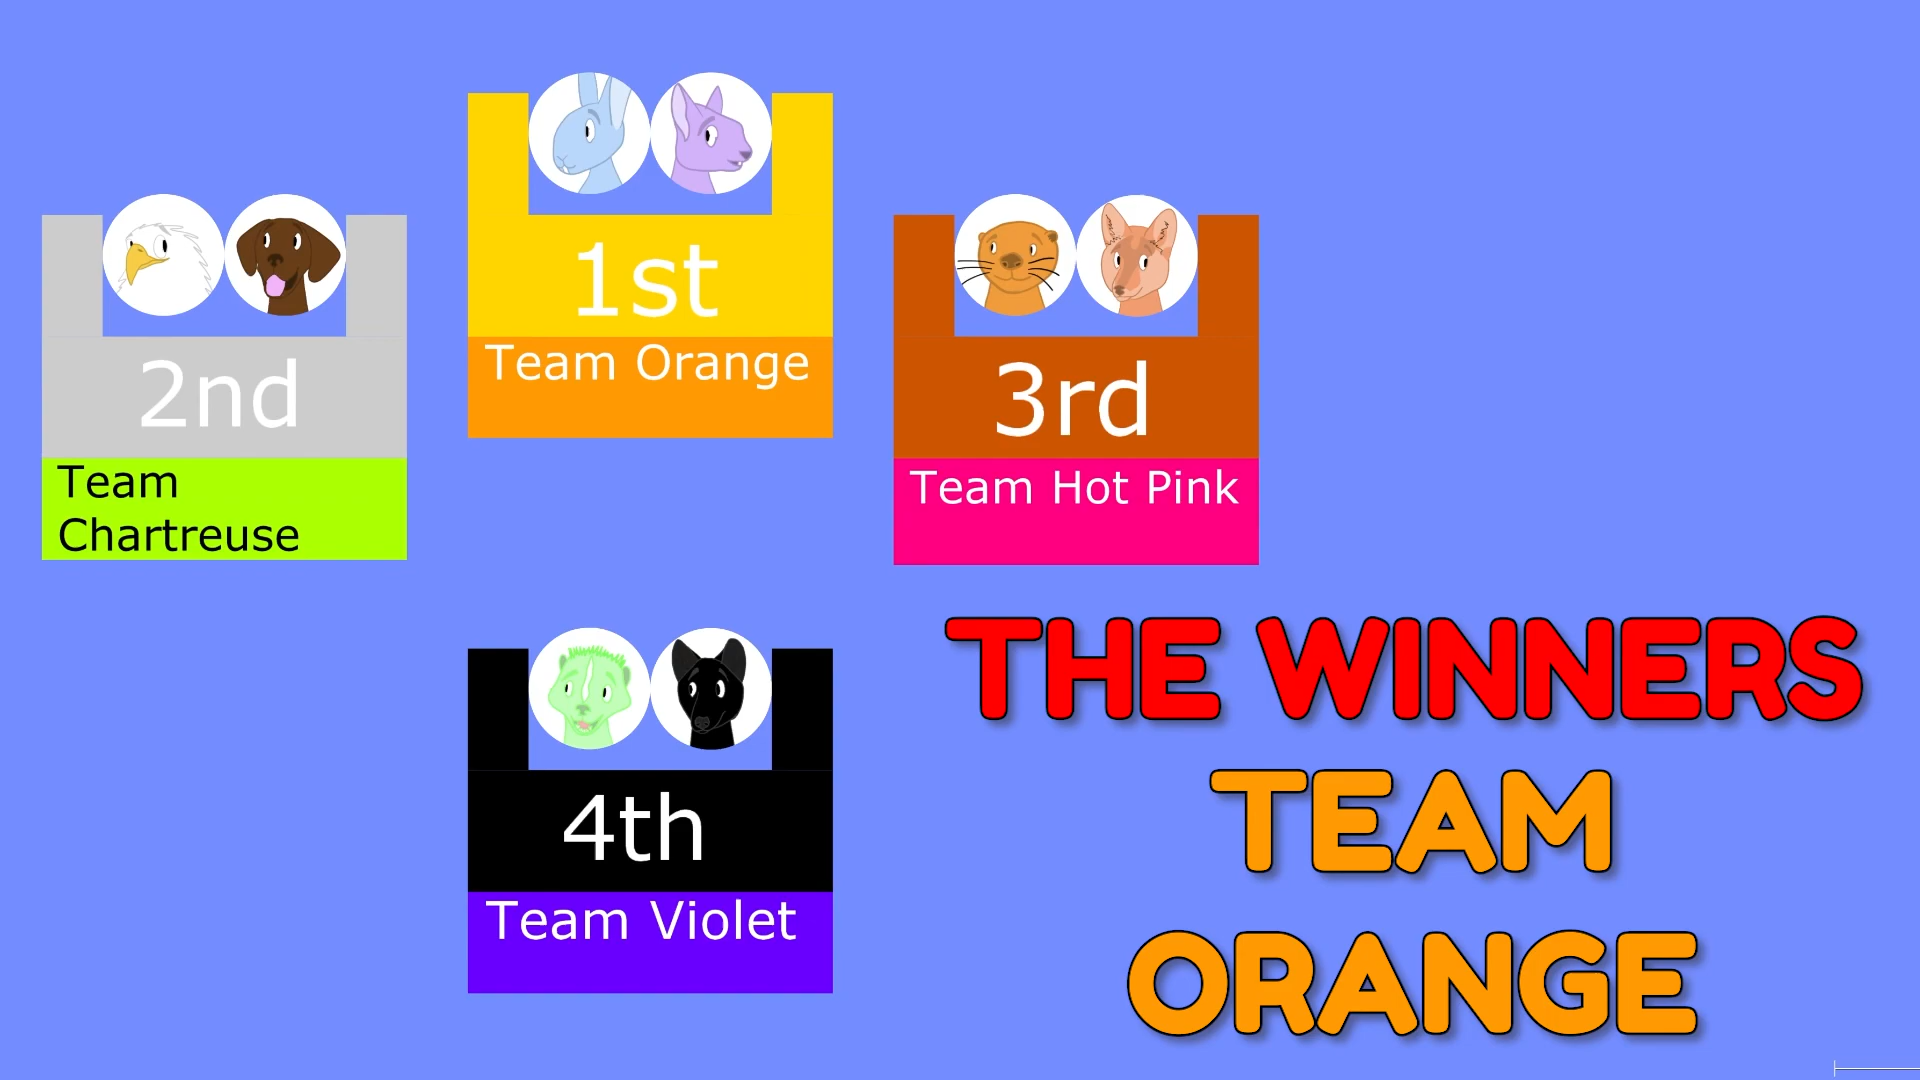 1st
Team Orange
2nd
Team
Chartreuse
3rd
Team Hot Pink
4th
Team Violet
THE WINNERS
TEAM
ORANGE